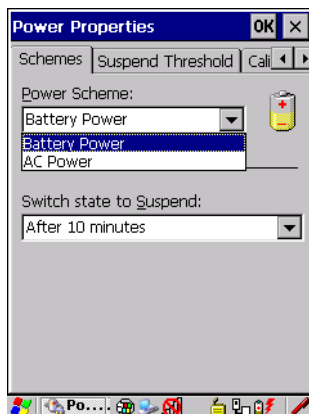 Power Properties OK ×
Schemes Suspend Threshold Cali
Power Scheme:
Battery Power
Battery Power
AC Power
Switch state to Suspend:
After 10 minutes
Po....